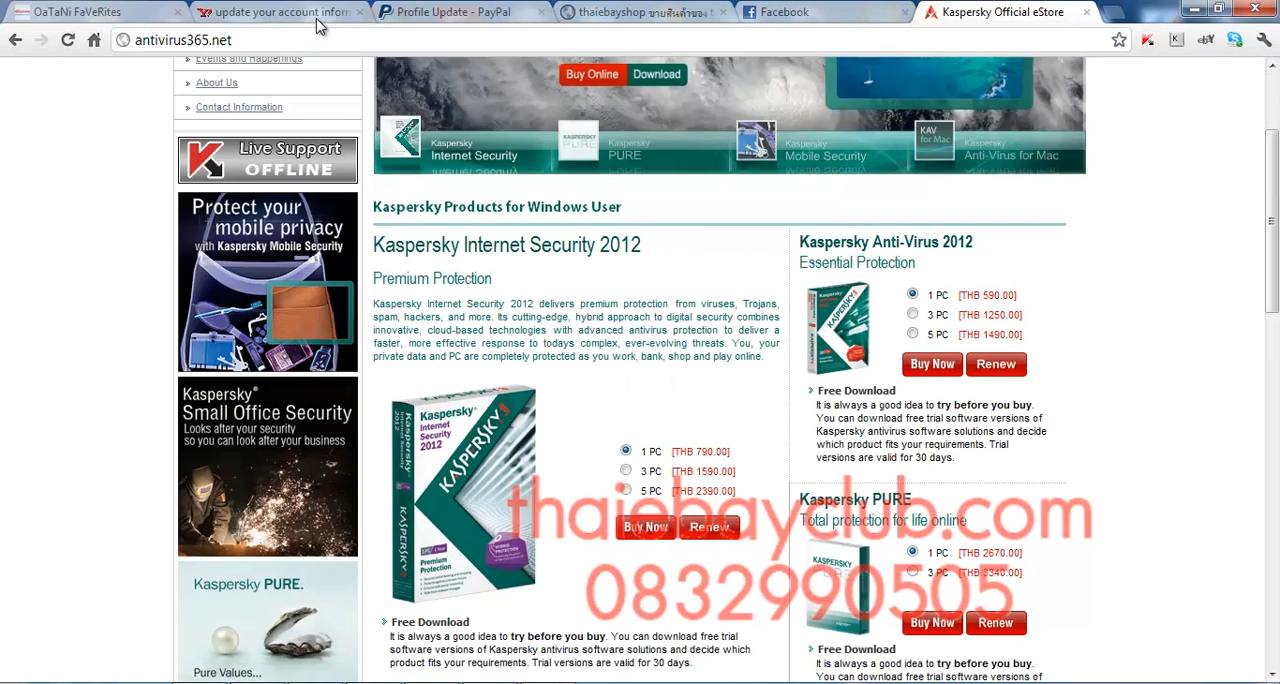 OaTaNi FaVeRites
update your account inform
Profile Update - PayPal
thaiebayshop ขายสินค้าของ
Facebook
Kaspersky Official eStore
antivirus365.net
Events and Happenings
About Us
Contact Information
Live Support
OFFLINE
Protect your
mobile privacy
with Kaspersky Mobile Security
Kaspersky®
Small Office Security
Looks after your security
so you can look after your business
Kaspersky PURE.
Pure Values...
Buy Online
Download
Kaspersky
Internet Security
Kaspersky
PURE
Kaspersky
Mobile Security
KAV
for Mac
Kaspersky
Anti-Virus for Mac
Kaspersky Products for Windows User
Kaspersky Internet Security 2012
Premium Protection
Kaspersky Internet Security 2012 delivers premium protection from viruses, Trojans,
spam, hackers, and more. Its cutting-edge, hybrid approach to digital security combines
innovative, cloud-based technologies with advanced antivirus protection to deliver a
faster, more effective response to todays complex, ever-evolving threats. You, your
private data and PC are completely protected as you work, bank, shop and play online.
Kaspersky
Internet
Security
2012
KASPERSKY
Premium
Protection
1 PC [THB 790.00]
3 PC [THB 1590.00]
5 PC [THB 2390.00]
Buy Now
Renew
Free Download
It is always a good idea to try before you buy. You can download free trial
software versions of Kaspersky antivirus software solutions and decide which
product fits your requirements. Trial versions are valid for 30 days.
Kaspersky Anti-Virus 2012
Essential Protection
1 PC [THB 590.00]
3 PC [THB 1250.00]
5 PC [THB 1490.00]
Buy Now
Renew
Free Download
It is always a good idea to try before you buy.
You can download free trial software versions of
Kaspersky antivirus software solutions and decide
which product fits your requirements. Trial
versions are valid for 30 days.
Kaspersky PURE
Total protection for life online
1 PC [THB 2670.00]
3 PC [THB 3340.00]
Buy Now
Renew
Free Download
It is always a good idea to try before you buy.
You can download free trial software versions of
thaiebayclub.com
0832990505